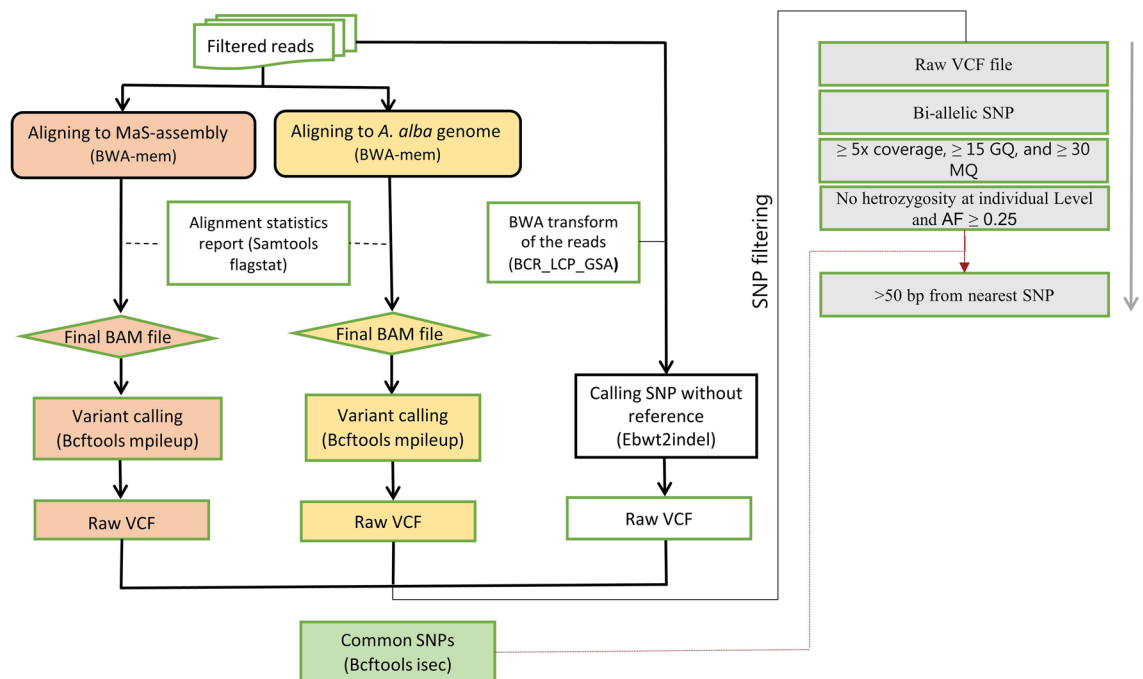 Filtered reads
Aligning to MaS-assembly
(BWA-mem)
Aligning to A. alba genome
(BWA-mem)
Alignment statistics
report (Samtools
flagstat)
BWA transform
of the reads
(BCR_LCP_GSA)
Final BAM file
Final BAM file
Variant calling
(Bcftools mpileup)
Variant calling
(Bcftools mpileup)
Calling SNP without
reference
(Ebwt2indel)
Raw VCF
Raw VCF
Raw VCF
Common SNPs
(Bcftools isec)
SNP filtering
Raw VCF file
Bi-allelic SNP
≥ 5x coverage, ≥ 15 GQ, and ≥ 30
MQ
No hetrozygosity at individual Level
and AF ≥ 0.25
>50 bp from nearest SNP